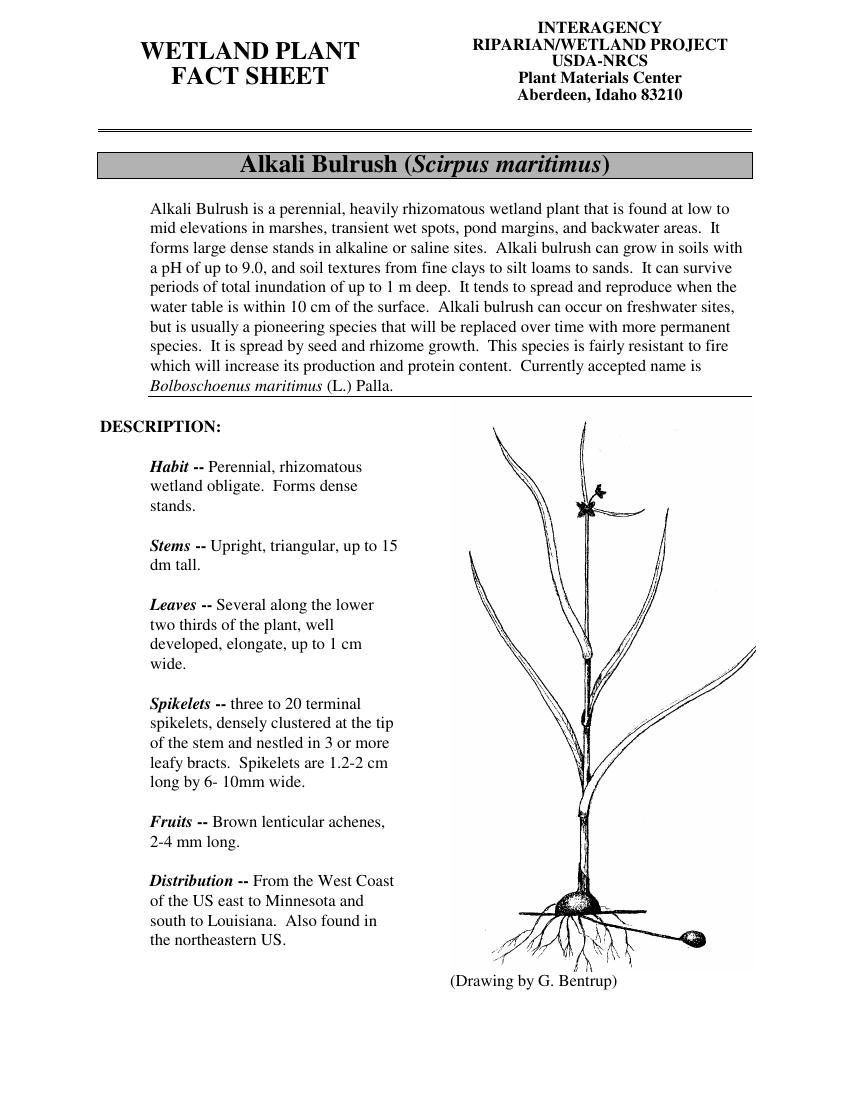 WETLAND PLANT
FACT SHEET
INTERAGENCY
RIPARIAN/WETLAND PROJECT
USDA-NRCS
Plant Materials Center
Aberdeen, Idaho 83210
Alkali Bulrush (Scirpus maritimus)
Alkali Bulrush is a perennial, heavily rhizomatous wetland plant that is found at low to
mid elevations in marshes, transient wet spots, pond margins, and backwater areas.  It
forms large dense stands in alkaline or saline sites.  Alkali bulrush can grow in soils with
a pH of up to 9.0, and soil textures from fine clays to silt loams to sands.  It can survive
periods of total inundation of up to 1 m deep.  It tends to spread and reproduce when the
water table is within 10 cm of the surface.  Alkali bulrush can occur on freshwater sites,
but is usually a pioneering species that will be replaced over time with more permanent
species.  It is spread by seed and rhizome growth.  This species is fairly resistant to fire
which will increase its production and protein content.  Currently accepted name is
Bolboschoenus maritimus (L.) Palla.
DESCRIPTION:
Habit -- Perennial, rhizomatous
wetland obligate.  Forms dense
stands.
Stems -- Upright, triangular, up to 15
dm tall.
Leaves -- Several along the lower
two thirds of the plant, well
developed, elongate, up to 1 cm
wide.
Spikelets -- three to 20 terminal
spikelets, densely clustered at the tip
of the stem and nestled in 3 or more
leafy bracts.  Spikelets are 1.2-2 cm
long by 6- 10mm wide.
Fruits -- Brown lenticular achenes,
2-4 mm long.
Distribution -- From the West Coast
of the US east to Minnesota and
south to Louisiana.  Also found in
the northeastern US.
(Drawing by G. Bentrup)